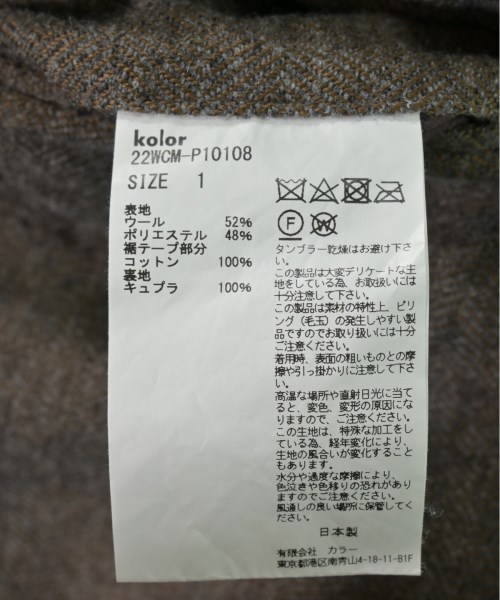 kolor
22WCM-P10108
SIZE 1
表地
ウール 52%
ポリエステル 48%
裾テープ部分
コットン 100%
裏地
キュプラ 100%
F
W
タンブラー乾燥はお避け下さ
い。
この製品は大変デリケートな生
地をしている為、お取扱いには
十分注意して下さい。
この製品は素材の特性上、ピリ
ング（毛玉）の発生しやすい製
品ですのでお取り扱いには十分
ご注意ください。
着用時、表面の粗いものとの摩
擦や引っ掛かりに注意して下さ
い。
高温な場所や直射日光に当て
ると、変色、変形の原因にな
りますので、ご注意ください。
この生地は、特殊な加工をし
ている為、経年変化により、
生地の風合いが変化すること
もあります。
水分や過度な摩擦により、
色泣きや色移りの恐れがあり
ますのでご注意ください。
風通しの良い場所に保管してく
ださい。
日本製
有限会社 カラー
東京都港区南青山4-18-11-B1F